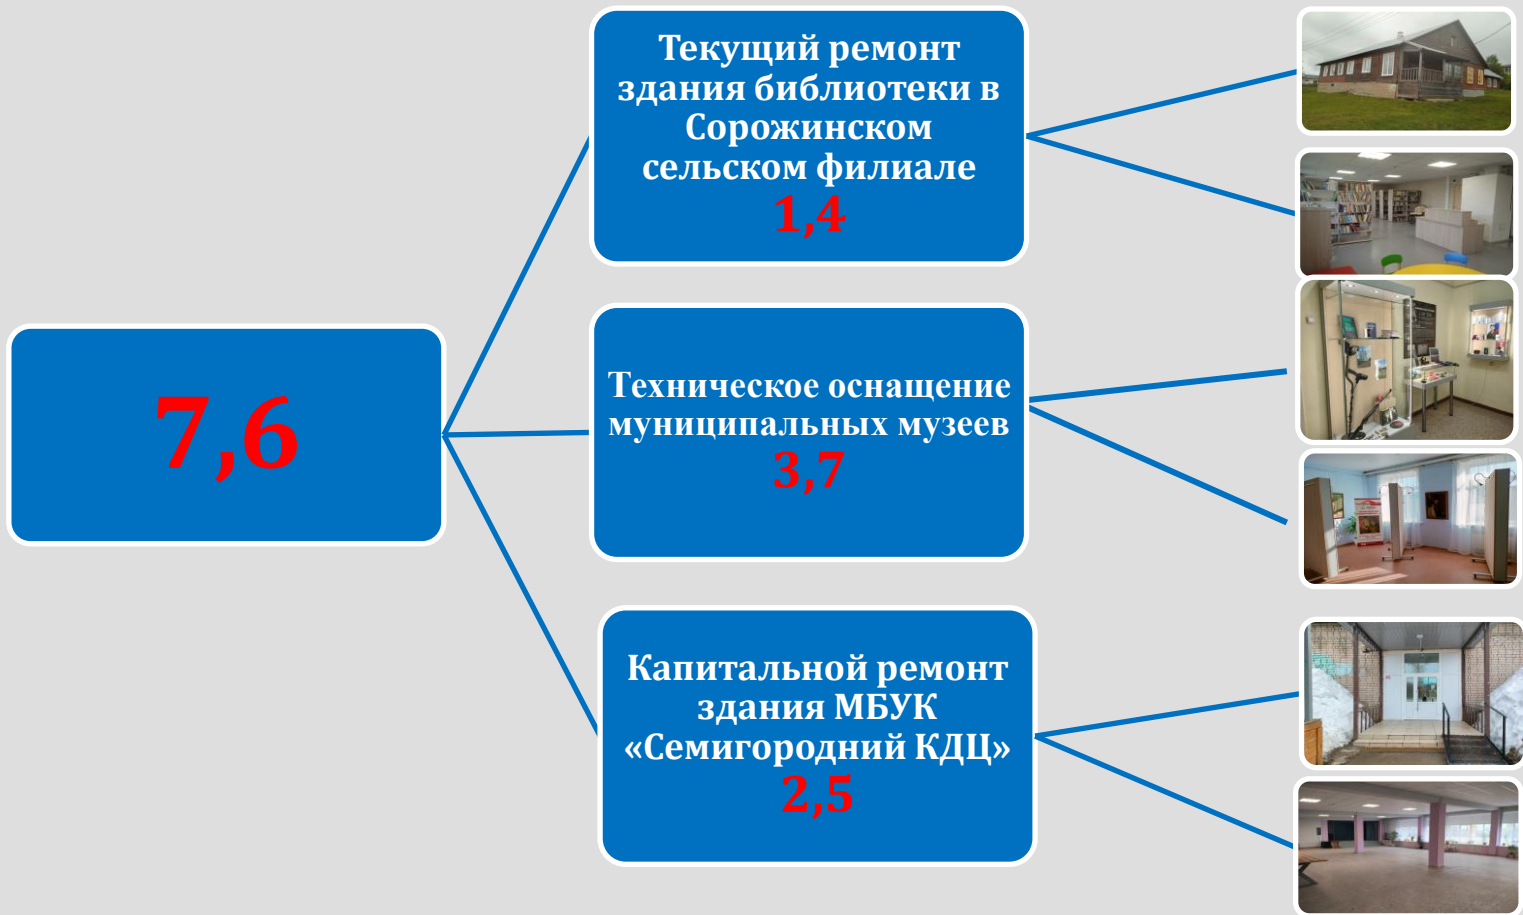 7,6
Текущий ремонт
здания библиотеки в
Сорожинском
сельском филиале
1,4
Техническое оснащение
муниципальных музеев
3,7
Капитальной ремонт
здания МБУК
«Семигородний КДЦ»
2,5